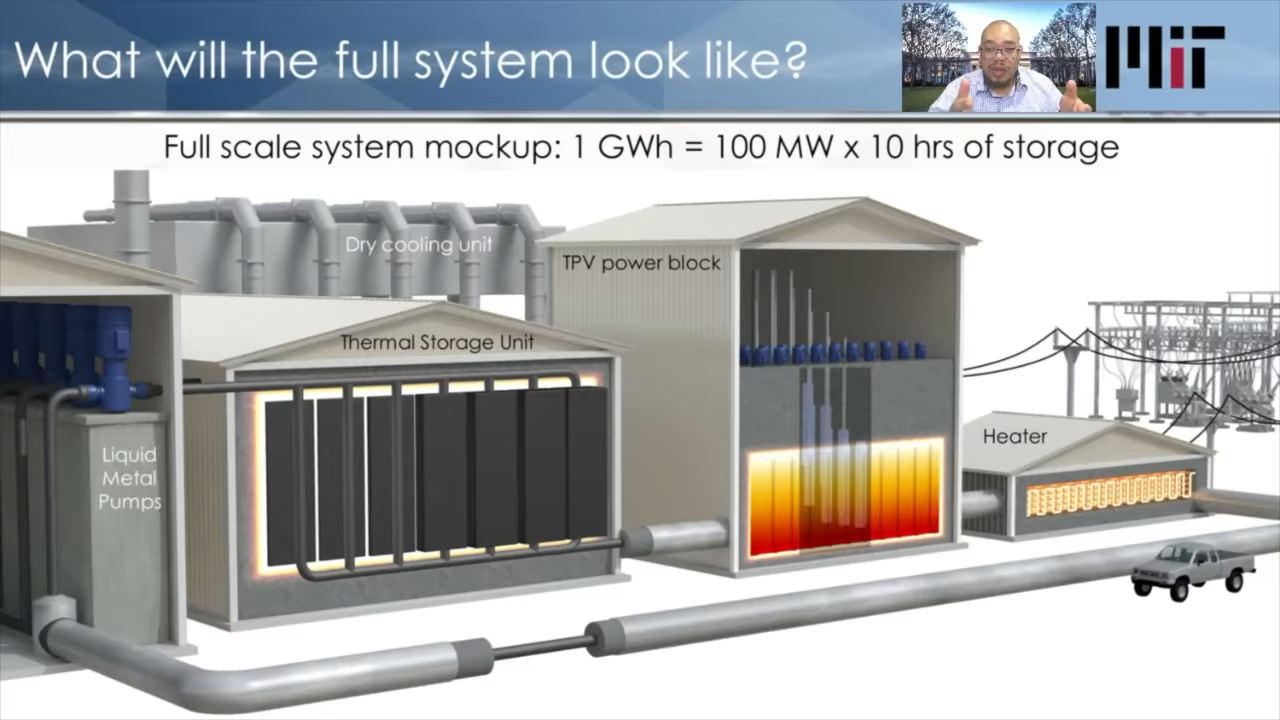 What will the full system look like?
MIT
Full scale system mockup: 1 GWh = 100 MW x 10 hrs of storage
Dry cooling unit
TPV power block
Thermal Storage Unit
Heater
Liquid
Metal
Pumps